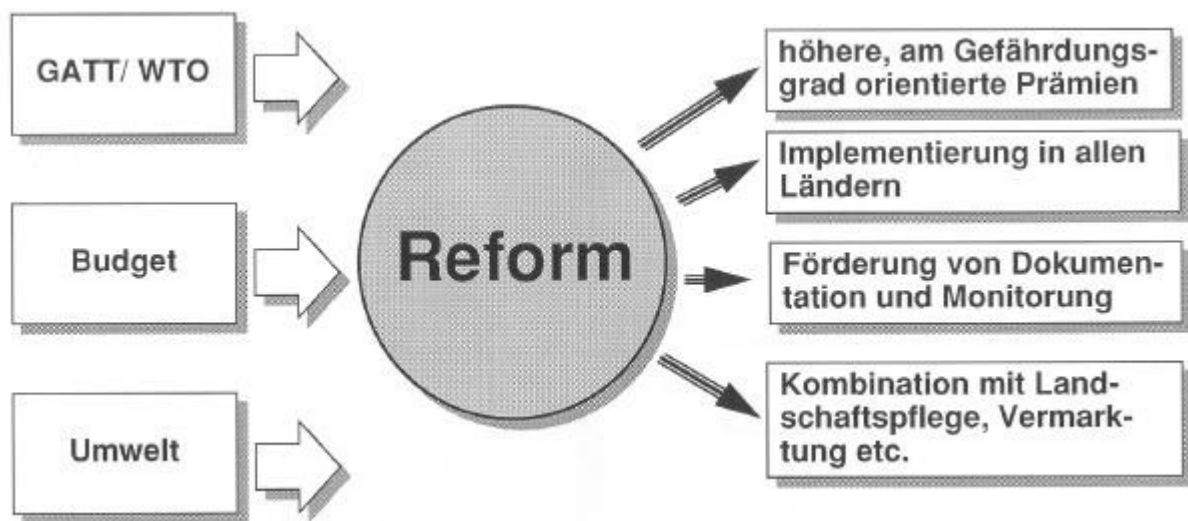 GATT/ WTO
Budget
Umwelt
Reform
höhere, am Gefährdungs-
grad orientierte Prämien
Implementierung in allen
Ländern
Förderung von Dokumen-
tation und Monitorung
Kombination mit Land-
schaftspflege, Vermark-
tung etc.